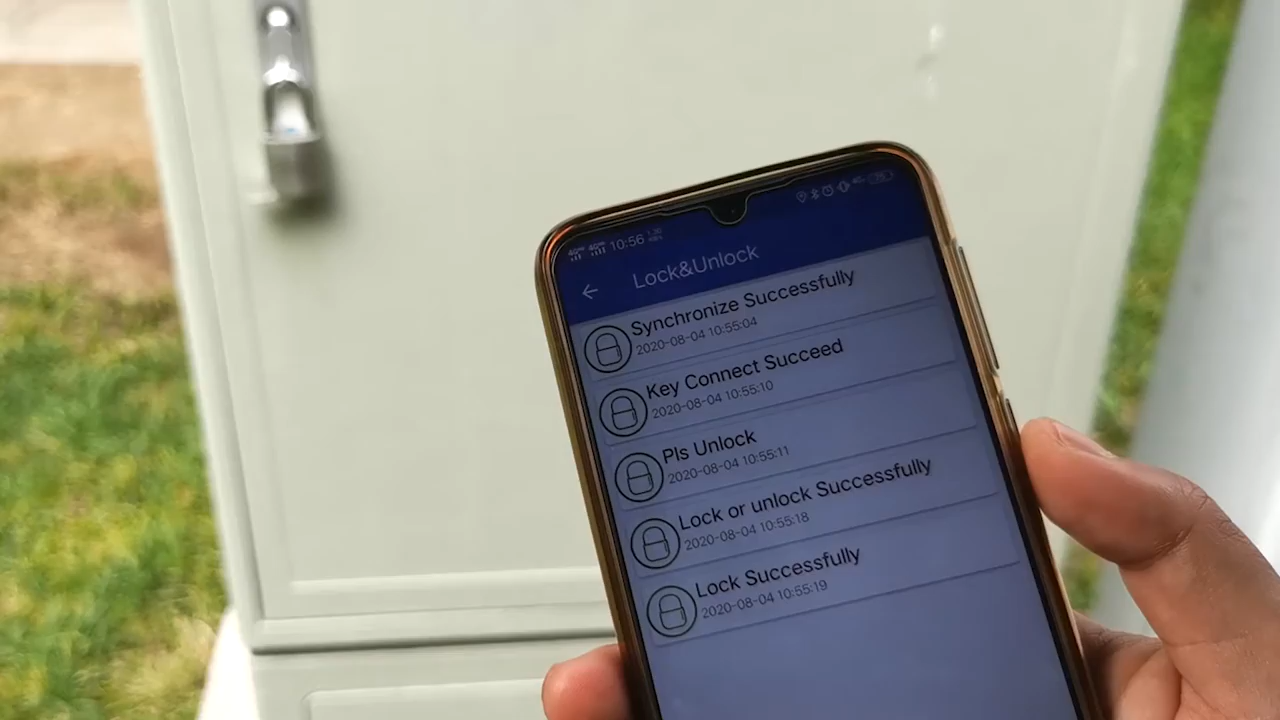 10:56
Lock&Unlock
Synchronize Successfully
2020-08-04 10:55:04
Key Connect Succeed
2020-08-04 10:55:10
Pls Unlock
2020-08-04 10:55:11
Lock or unlock Successfully
2020-08-04 10:55:18
Lock Successfully
2020-08-04 10:55:19